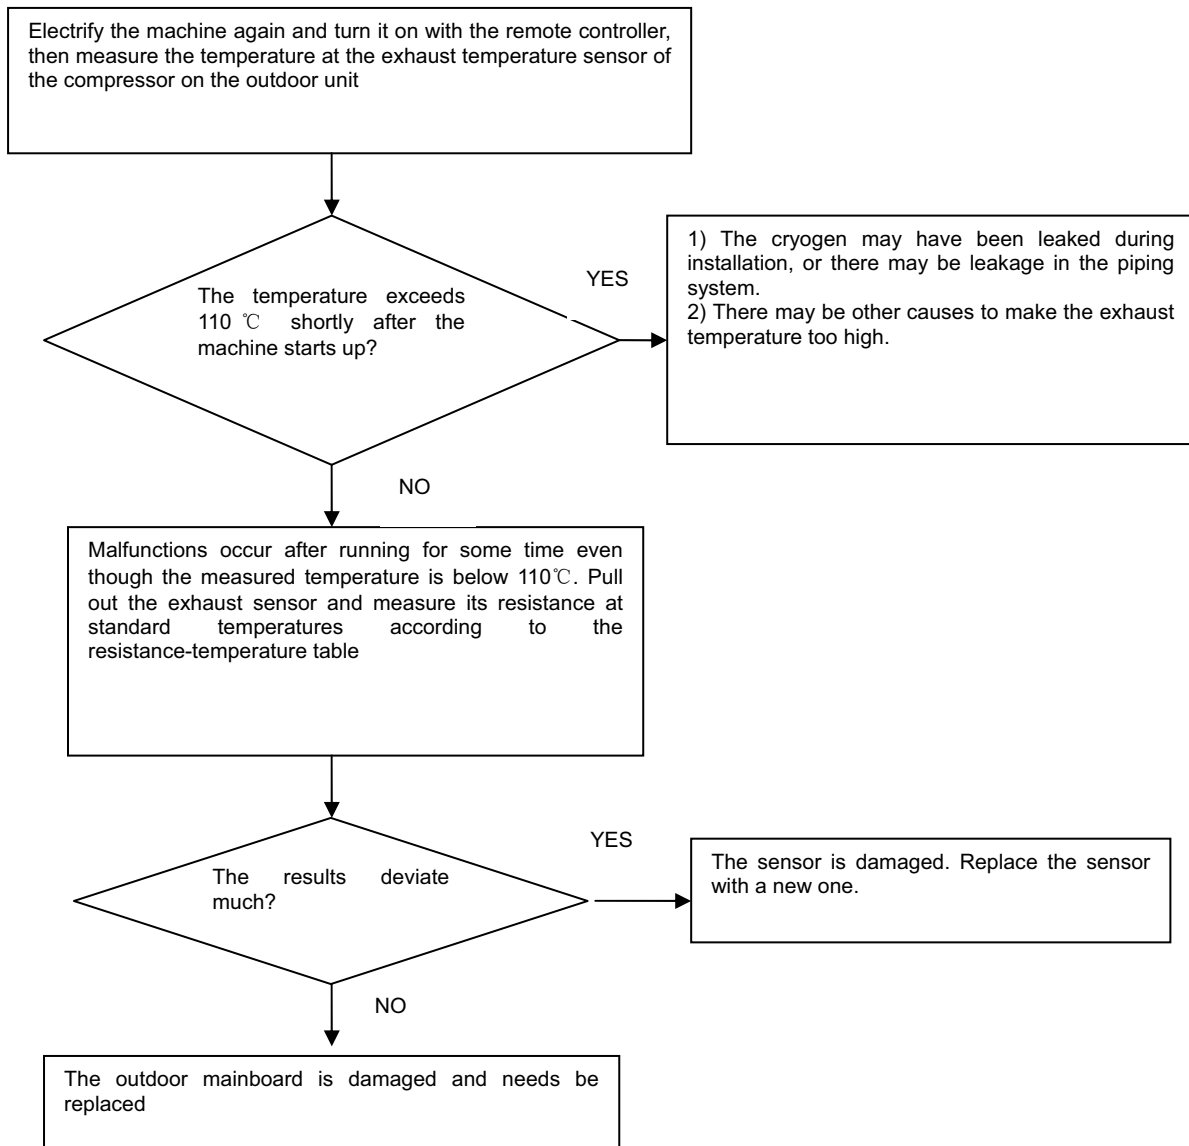 Electrify the machine again and turn it on with the remote controller,
then measure the temperature at the exhaust temperature sensor of
the compressor on the outdoor unit
The temperature exceeds
110 ℃ shortly after the
machine starts up?
YES
1) The cryogen may have been leaked during
installation, or there may be leakage in the piping
system.
2) There may be other causes to make the exhaust
temperature too high.
NO
Malfunctions occur after running for some time even
though the measured temperature is below 110℃. Pull
out the exhaust sensor and measure its resistance at
standard temperatures according to the
resistance-temperature table
The results deviate
much?
YES
The sensor is damaged. Replace the sensor
with a new one.
NO
The outdoor mainboard is damaged and needs be
replaced